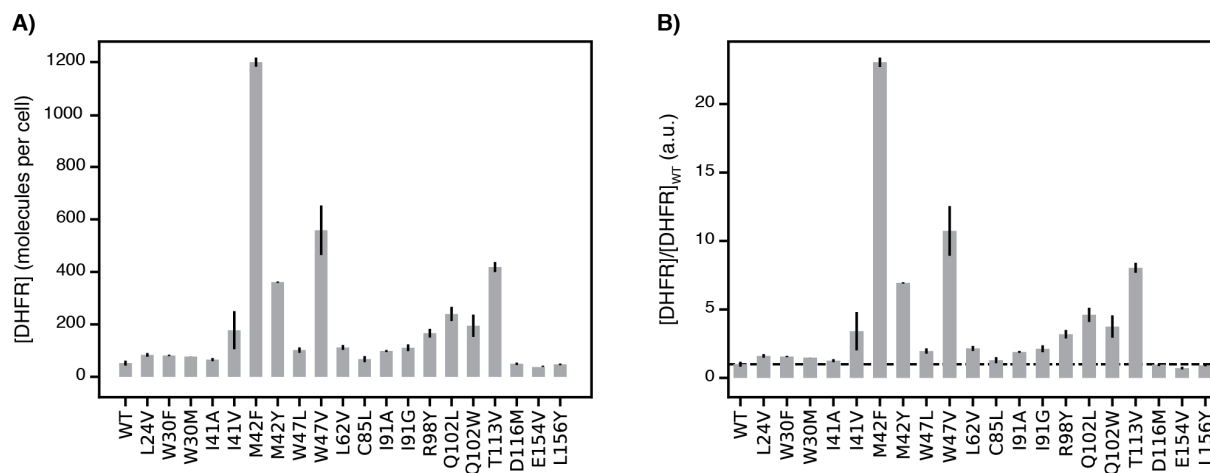 A)
[DHFR] (molecules per cell)
1200
1000
800
600
400
200
0
WT
L24V
W30F
W30M
I41A
I41V
M42F
M42Y
W47L
W47V
L62V
C85L
I91A
I91G
R98Y
Q102L
Q102W
T113V
D116M
E154V
L156Y
B)
[DHFR]/[DHFR]WT (a.u.)
20
15
10
5
0
WT
L24V
W30F
W30M
I41A
I41V
M42F
M42Y
W47L
W47V
L62V
C85L
I91A
I91G
R98Y
Q102L
Q102W
T113V
D116M
E154V
L156Y